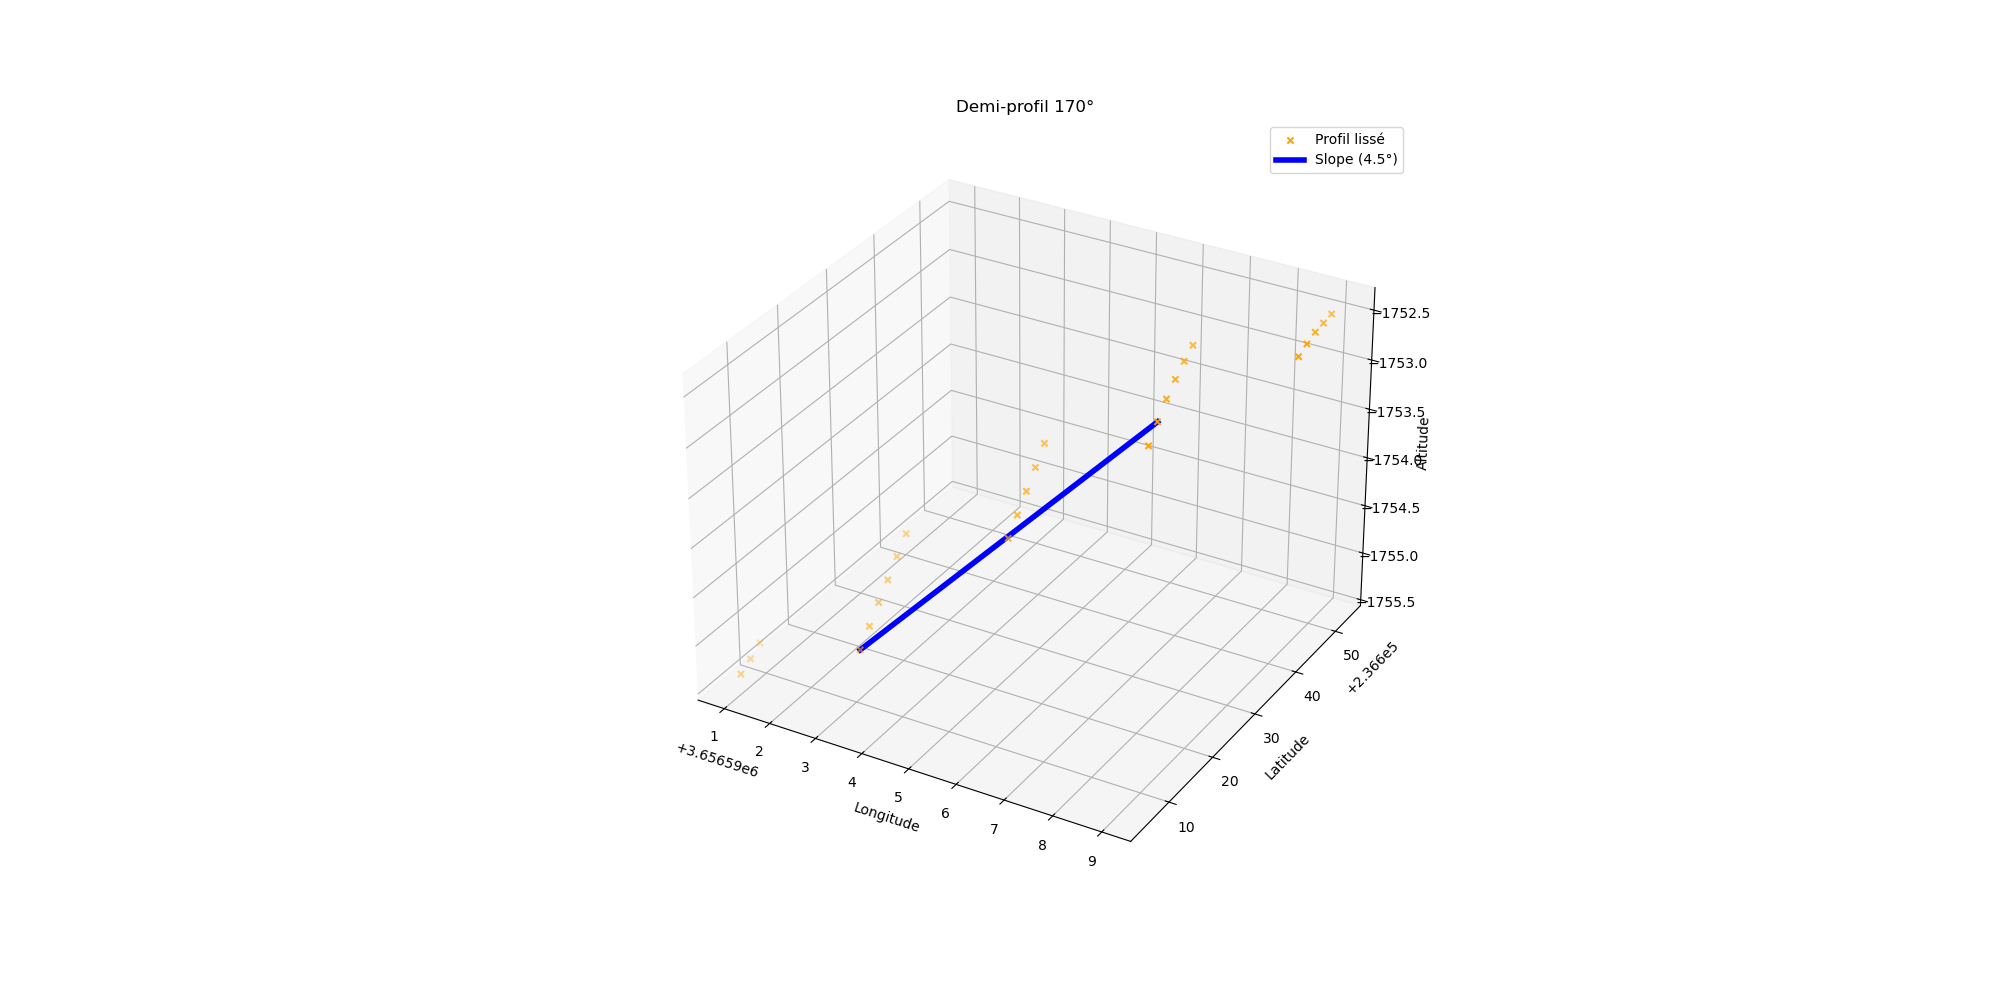 Demi-profil 170°
Profil lissé
Slope (4.5°)
−1752.5
−1753.0
−1753.5
−1754.0
−1754.5
−1755.0
−1755.5
Altitude
50
40
30
20
10
+2.366e5
Latitude
1
2
3
4
5
6
7
8
9
+3.65659e6
Longitude